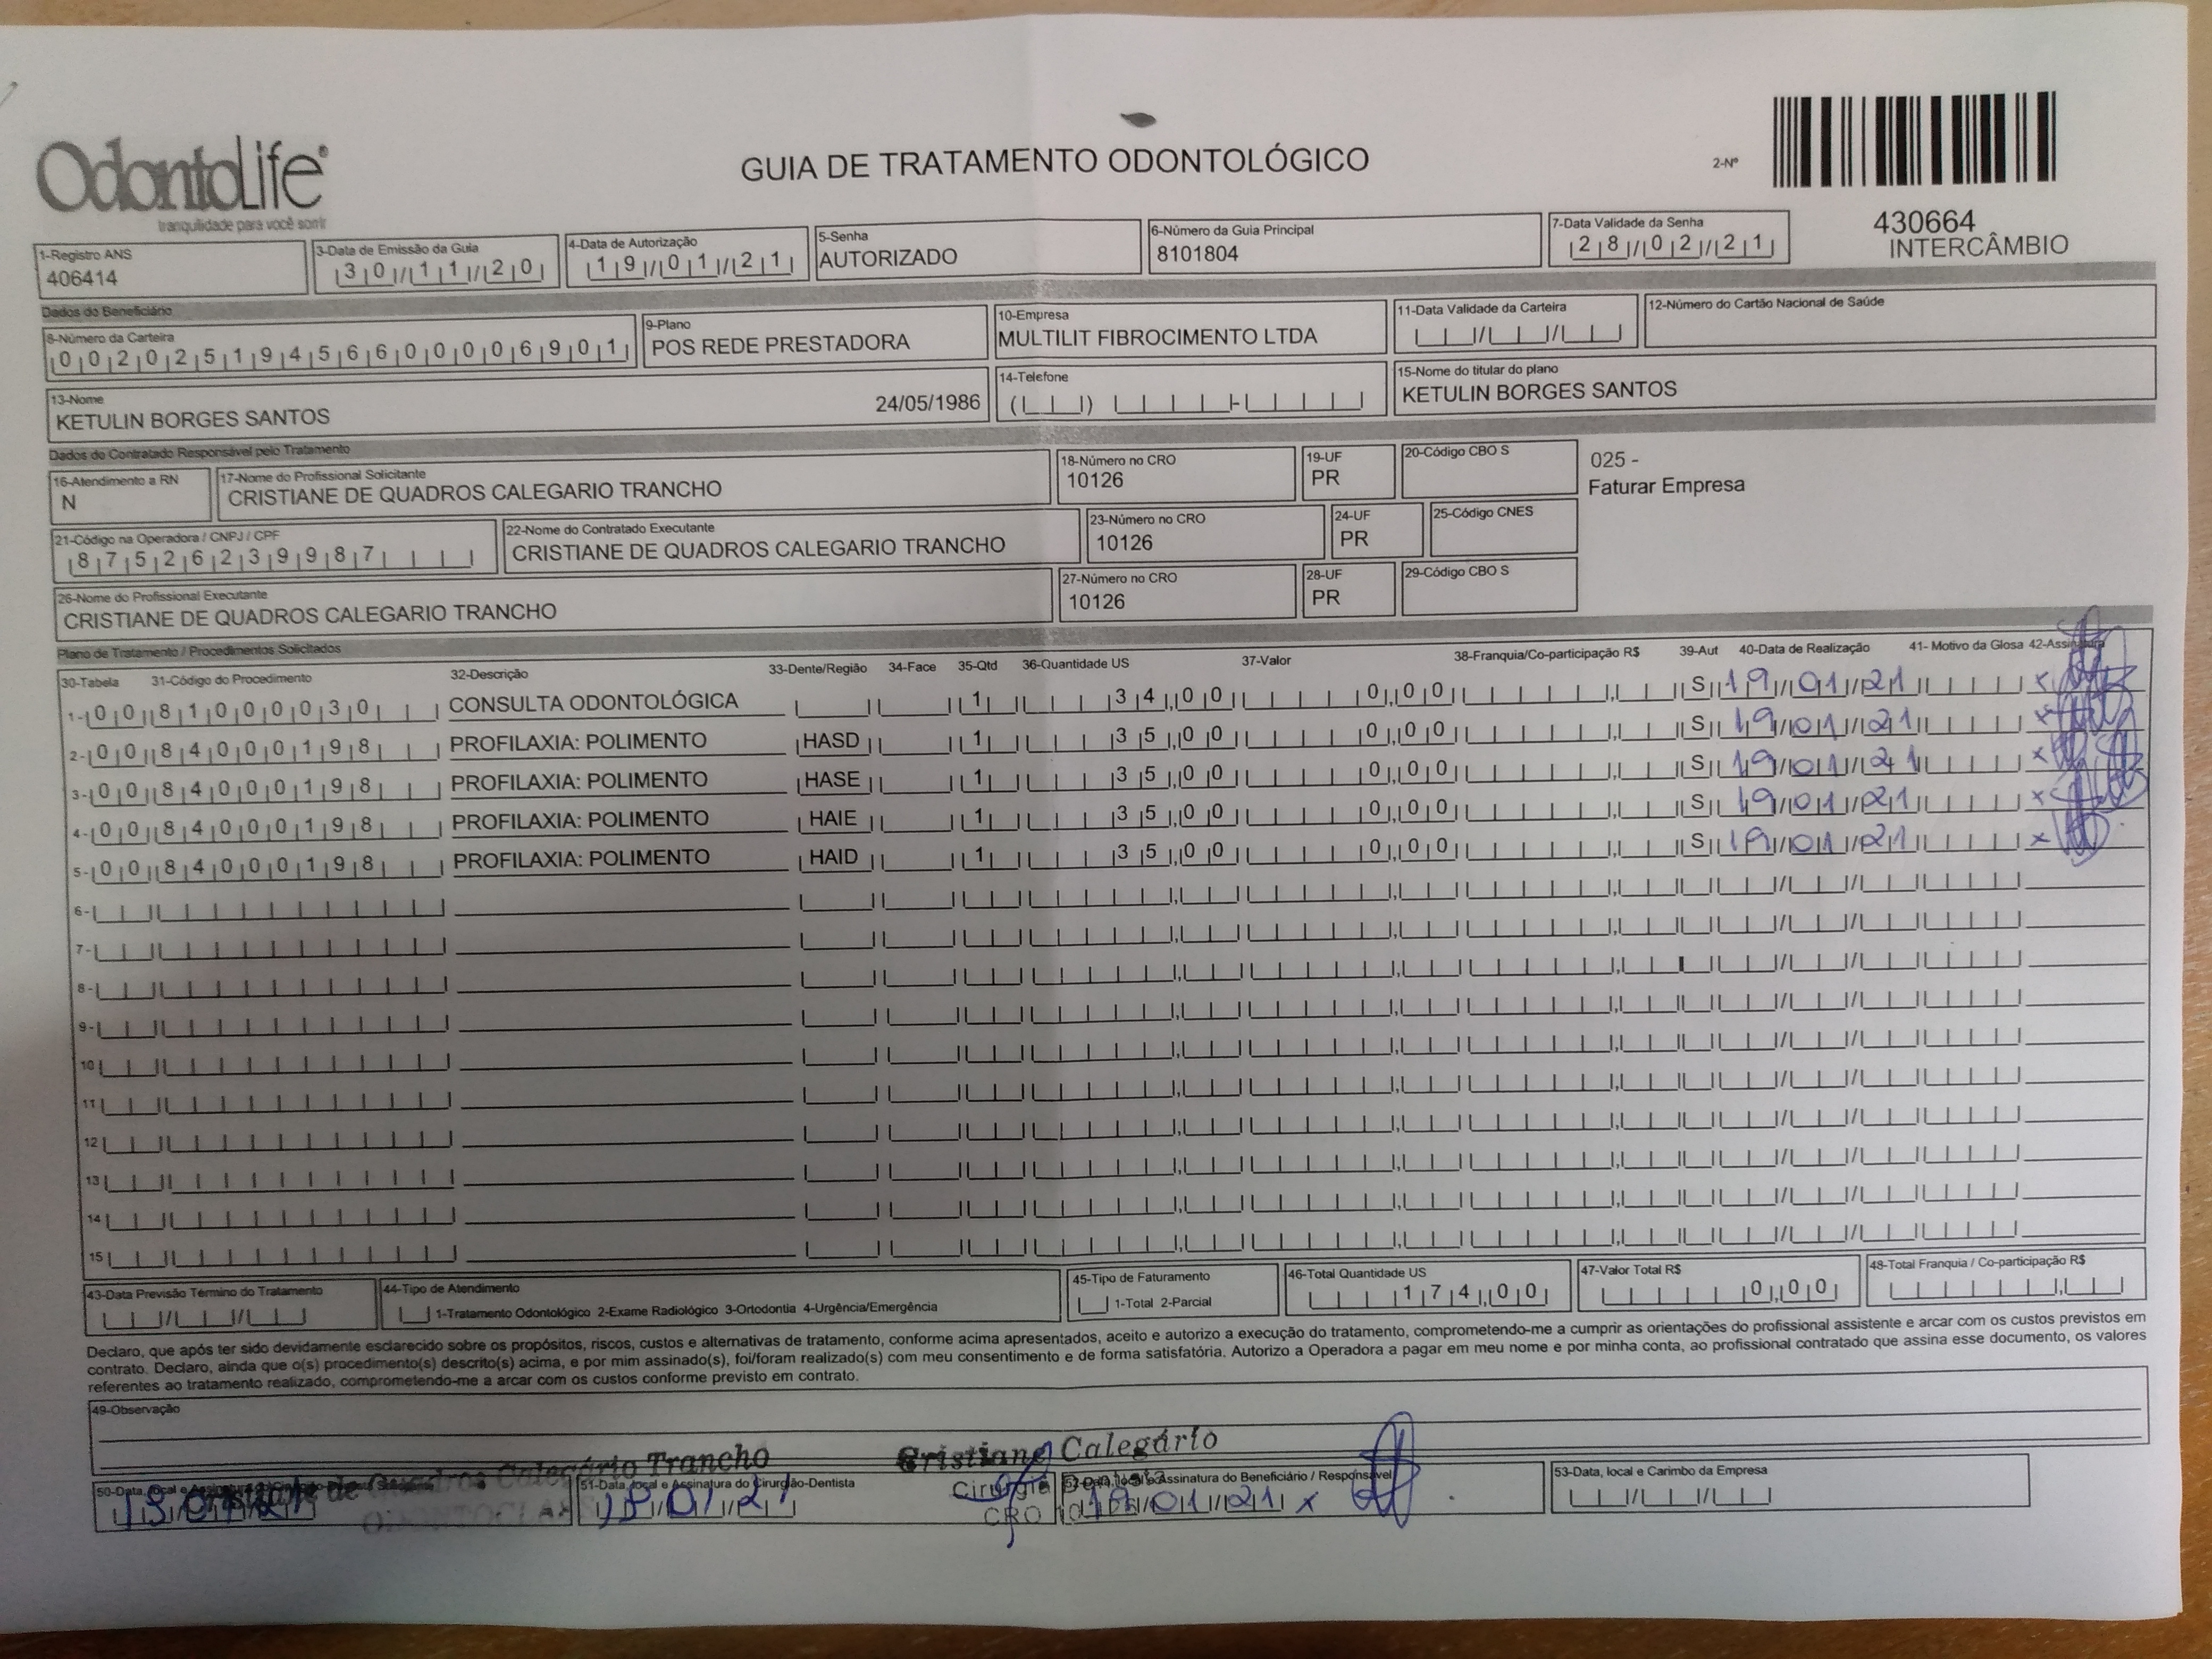 OdontoLife
tranquilidade para você sorrir
GUIA DE TRATAMENTO ODONTOLÓGICO
2-Nº
430664
INTERCÂMBIO
1-Registro ANS
406414
3-Data de Emissão da Guia
30/11/20
4-Data de Autorização
19/01/21
5-Senha
AUTORIZADO
6-Número da Guia Principal
8101804
7-Data Validade da Senha
28/02/21
Dados do Beneficiário
8-Número da Carteira
00202519456600006901
9-Plano
POS REDE PRESTADORA
10-Empresa
MULTILIT FIBROCIMENTO LTDA
11-Data Validade da Carteira
12-Número do Cartão Nacional de Saúde
13-Nome
KETULIN BORGES SANTOS 24/05/1986
14-Telefone
15-Nome do titular do plano
KETULIN BORGES SANTOS
Dados do Contratado Responsável pelo Tratamento
16-Atendimento a RN
N
17-Nome do Profissional Solicitante
CRISTIANE DE QUADROS CALEGARIO TRANCHO
18-Número no CRO
10126
19-UF
PR
20-Código CBO S
025 -
Faturar Empresa
21-Código na Operadora / CNPJ / CPF
87526239987
22-Nome do Contratado Executante
CRISTIANE DE QUADROS CALEGARIO TRANCHO
23-Número no CRO
10126
24-UF
PR
25-Código CNES
26-Nome do Profissional Executante
CRISTIANE DE QUADROS CALEGARIO TRANCHO
27-Número no CRO
10126
28-UF
PR
29-Código CBO S
Plano de Tratamento / Procedimentos Solicitados
30-Tabela 31-Código do Procedimento 32-Descrição 33-Dente/Região 34-Face 35-Qtd 36-Quantidade US 37-Valor 38-Franquia/Co-participação R$ 39-Aut 40-Data de Realização 41- Motivo da Glosa 42-Assinatura
1- 00 81000030 CONSULTA ODONTOLÓGICA 1 34,00 0,00 S 19/01/21 x
2- 00 84000198 PROFILAXIA: POLIMENTO HASD 1 35,00 0,00 S 19/01/21 x
3- 00 84000198 PROFILAXIA: POLIMENTO HASE 1 35,00 0,00 S 19/01/21 x
4- 00 84000198 PROFILAXIA: POLIMENTO HAIE 1 35,00 0,00 S 19/01/21 x
5- 00 84000198 PROFILAXIA: POLIMENTO HAID 1 35,00 0,00 S 19/01/21 x
6-
7-
8-
9-
10
11
12
13
14
15
43-Data Previsão Término do Tratamento
44-Tipo de Atendimento
1-Tratamento Odontológico 2-Exame Radiológico 3-Ortodontia 4-Urgência/Emergência
45-Tipo de Faturamento
1-Total 2-Parcial
46-Total Quantidade US
174,00
47-Valor Total R$
0,00
48-Total Franquia / Co-participação R$
Declaro, que após ter sido devidamente esclarecido sobre os propósitos, riscos, custos e alternativas de tratamento, conforme acima apresentados, aceito e autorizo a execução do tratamento, comprometendo-me a cumprir as orientações do profissional assistente e arcar com os custos previstos em
contrato. Declaro, ainda que o(s) procedimento(s) descrito(s) acima, e por mim assinado(s), foi/foram realizado(s) com meu consentimento e de forma satisfatória. Autorizo a Operadora a pagar em meu nome e por minha conta, ao profissional contratado que assina esse documento, os valores
referentes ao tratamento realizado, comprometendo-me a arcar com os custos conforme previsto em contrato.
49-Observação
de Quadros Calegário Trancho
Cristiane Calegário
Cirurgiã Dentista
CRO
50-Data, local e
51-Data, local e Assinatura do Cirurgião-Dentista
52-Data, local e Assinatura do Beneficiário / Responsável
19/01/21 x
53-Data, local e Carimbo da Empresa